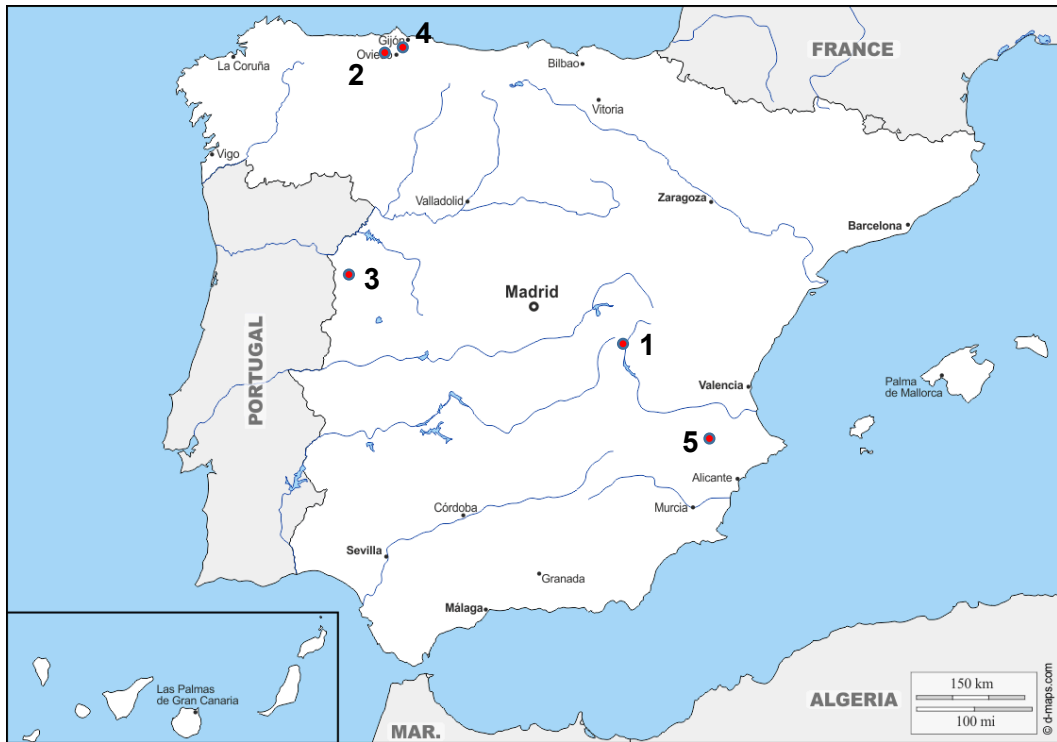 FRANCE
4
Gijón
Oviedo
La Coruña
2
Bilbao
Vitoria
Vigo
Valladolid
Zaragoza
Barcelona
3
Madrid
PORTUGAL
1
Valencia
Palma
de Mallorca
5
Alicante
Córdoba
Murcia
Sevilla
Granada
Málaga
Las Palmas
de Gran Canaria
ALGERIA
MAR.
150 km
100 mi
© d-maps.com